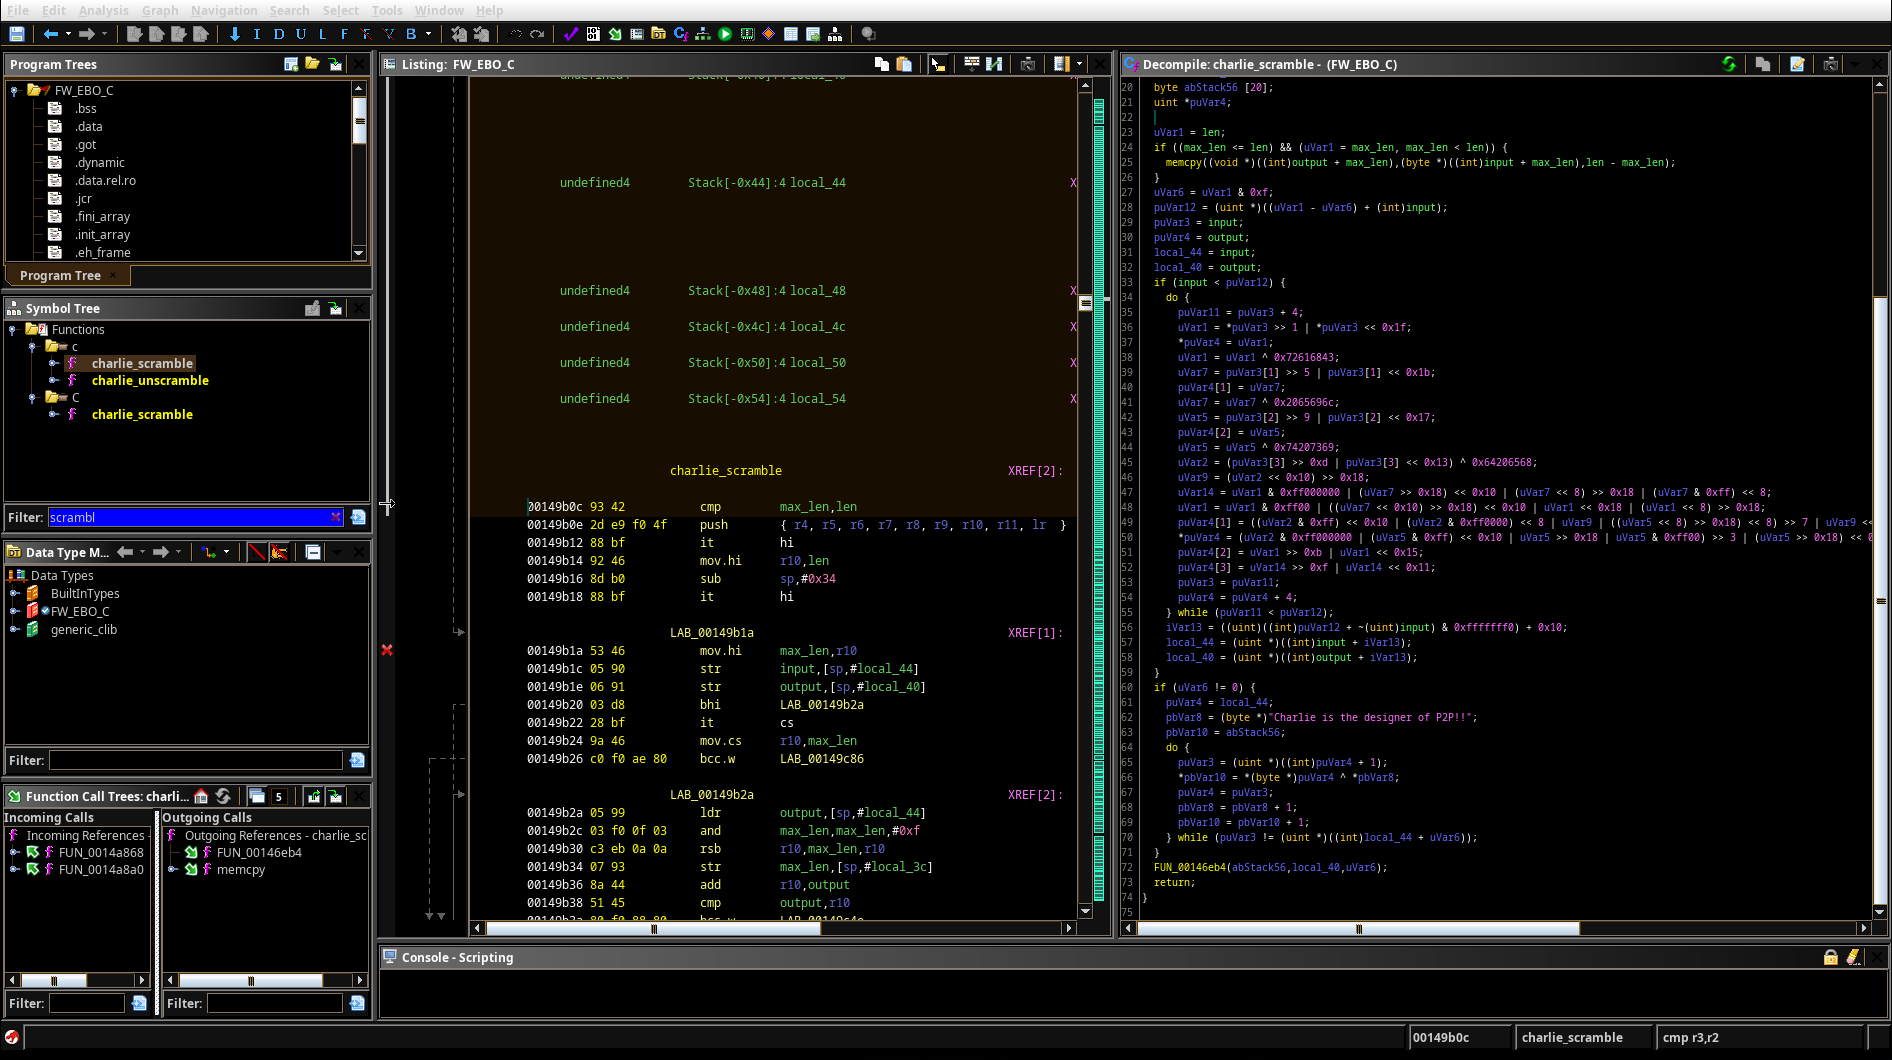 File Edit Analysis Graph Navigation Search Select Tools Window Help
I D U L F F V B
Program Trees
FW_EBO_C
.bss
.data
.got
.dynamic
.data.rel.ro
.jcr
.fini_array
.init_array
.eh_frame
Program Tree ×
Symbol Tree
Functions
c
charlie_scramble
charlie_unscramble
C
charlie_scramble
Filter: scrambl
Data Type M...
Data Types
BuiltInTypes
FW_EBO_C
generic_clib
Filter:
Function Call Trees: charli... 5
Incoming Calls
Incoming References -
FUN_0014a868
FUN_0014a8a0
Filter:
Outgoing Calls
Outgoing References - charlie_sc
FUN_00146eb4
memcpy
Filter:
Listing: FW_EBO_C
undefined4 Stack[-0x44]:4 local_44 X
undefined4 Stack[-0x48]:4 local_48 X
undefined4 Stack[-0x4c]:4 local_4c X
undefined4 Stack[-0x50]:4 local_50 X
undefined4 Stack[-0x54]:4 local_54 X
charlie_scramble XREF[2]:
00149b0c 93 42 cmp max_len,len
00149b0e 2d e9 f0 4f push { r4, r5, r6, r7, r8, r9, r10, r11, lr }
00149b12 88 bf it hi
00149b14 92 46 mov.hi r10,len
00149b16 8d b0 sub sp,#0x34
00149b18 88 bf it hi
LAB_00149b1a XREF[1]:
00149b1a 53 46 mov.hi max_len,r10
00149b1c 05 90 str input,[sp,#local_44]
00149b1e 06 91 str output,[sp,#local_40]
00149b20 03 d8 bhi LAB_00149b2a
00149b22 28 bf it cs
00149b24 9a 46 mov.cs r10,max_len
00149b26 c0 f0 ae 80 bcc.w LAB_00149c86
LAB_00149b2a XREF[2]:
00149b2a 05 99 ldr output,[sp,#local_44]
00149b2c 03 f0 0f 03 and max_len,max_len,#0xf
00149b30 c3 eb 0a 0a rsb r10,max_len,r10
00149b34 07 93 str max_len,[sp,#local_3c]
00149b36 8a 44 add r10,output
00149b38 51 45 cmp output,r10
00149b3a 80 f0 88 80 bcc.w LAB_00149c4e
Decompile: charlie_scramble - (FW_EBO_C)
20 byte abStack56 [20];
21 uint *puVar4;
22
23 uVar1 = len;
24 if ((max_len <= len) && (uVar1 = max_len, max_len < len)) {
25 memcpy((void *)((int)output + max_len),(byte *)((int)input + max_len),len - max_len);
26 }
27 uVar6 = uVar1 & 0xf;
28 puVar12 = (uint *)((uVar1 - uVar6) + (int)input);
29 puVar3 = input;
30 puVar4 = output;
31 local_44 = input;
32 local_40 = output;
33 if (input < puVar12) {
34 do {
35 puVar11 = puVar3 + 4;
36 uVar1 = *puVar3 >> 1 | *puVar3 << 0x1f;
37 *puVar4 = uVar1;
38 uVar1 = uVar1 ^ 0x72616843;
39 uVar7 = puVar3[1] >> 5 | puVar3[1] << 0x1b;
40 puVar4[1] = uVar7;
41 uVar7 = uVar7 ^ 0x2065696c;
42 uVar5 = puVar3[2] >> 9 | puVar3[2] << 0x17;
43 puVar4[2] = uVar5;
44 uVar5 = uVar5 ^ 0x74207369;
45 uVar2 = (puVar3[3] >> 0xd | puVar3[3] << 0x13) ^ 0x64206568;
46 uVar9 = (uVar2 << 0x10) >> 0x18;
47 uVar14 = uVar1 & 0xff000000 | (uVar7 >> 0x18) << 0x10 | (uVar7 << 8) >> 0x18 | (uVar7 & 0xff) << 8;
48 uVar1 = uVar1 & 0xff00 | ((uVar7 << 0x10) >> 0x18) << 0x10 | uVar1 << 0x18 | (uVar1 << 8) >> 0x18;
49 puVar4[1] = ((uVar2 & 0xff) << 0x10 | (uVar2 & 0xff0000) << 8 | uVar9 | ((uVar5 << 8) >> 0x18) << 8) >> 7 | uVar9 <<
50 *puVar4 = (uVar2 & 0xff000000 | (uVar5 & 0xff) << 0x10 | uVar5 >> 0x18 | uVar5 & 0xff00) >> 3 | (uVar5 >> 0x18) << 0
51 puVar4[2] = uVar1 >> 0xb | uVar1 << 0x15;
52 puVar4[3] = uVar14 >> 0xf | uVar14 << 0x11;
53 puVar3 = puVar11;
54 puVar4 = puVar4 + 4;
55 } while (puVar11 < puVar12);
56 iVar13 = ((uint)((int)puVar12 + ~(uint)input) & 0xfffffff0) + 0x10;
57 local_44 = (uint *)((int)input + iVar13);
58 local_40 = (uint *)((int)output + iVar13);
59 }
60 if (uVar6 != 0) {
61 puVar4 = local_44;
62 pbVar8 = (byte *)"Charlie is the designer of P2P!!";
63 pbVar10 = abStack56;
64 do {
65 puVar3 = (uint *)((int)puVar4 + 1);
66 *pbVar10 = *(byte *)puVar4 ^ *pbVar8;
67 puVar4 = puVar3;
68 pbVar8 = pbVar8 + 1;
69 pbVar10 = pbVar10 + 1;
70 } while (puVar3 != (uint *)((int)local_44 + uVar6));
71 }
72 FUN_00146eb4(abStack56,local_40,uVar6);
73 return;
74 }
75
Console - Scripting
00149b0c charlie_scramble cmp r3,r2